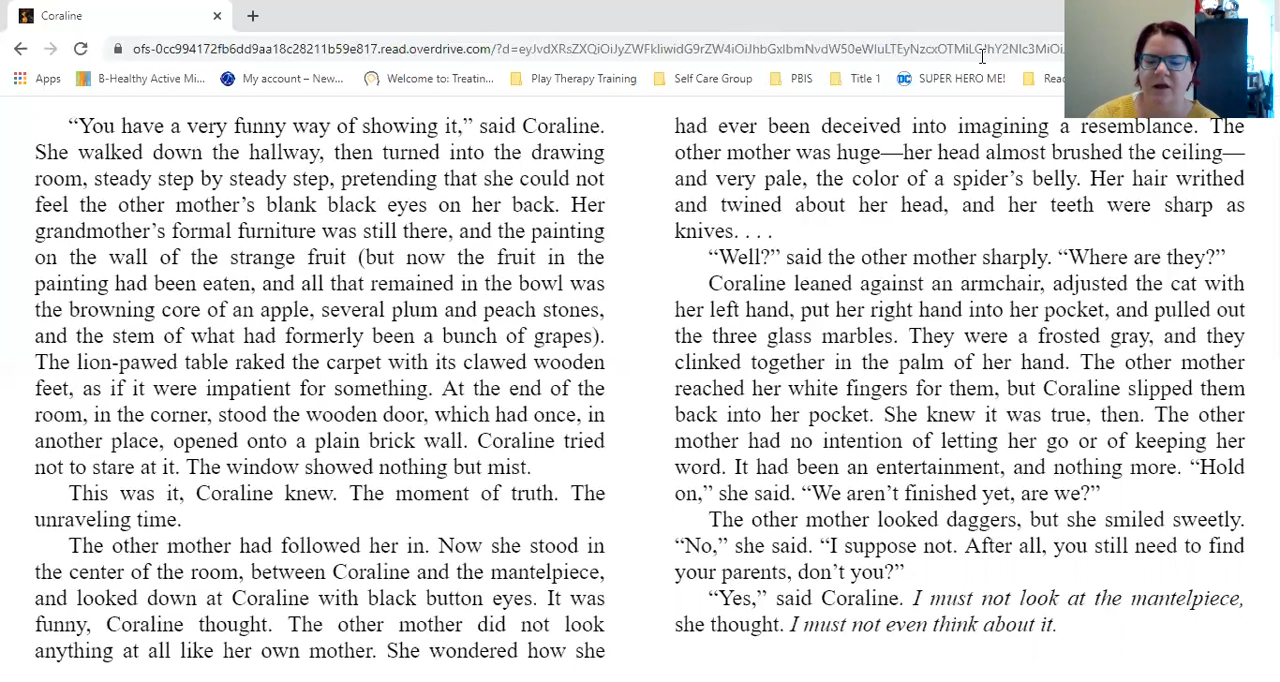 Coraline
ofs-0cc994172fb6dd9aa18c28211b59e817.read.overdrive.com/?d=
Apps B-Healthy Active Mi... My account – New... Welcome to: Treatin... Play Therapy Training Self Care Group PBIS Title 1 SUPER HERO ME!
“You have a very funny way of showing it,” said Coraline.
She walked down the hallway, then turned into the drawing
room, steady step by steady step, pretending that she could not
feel the other mother’s blank black eyes on her back. Her
grandmother’s formal furniture was still there, and the painting
on the wall of the strange fruit (but now the fruit in the
painting had been eaten, and all that remained in the bowl was
the browning core of an apple, several plum and peach stones,
and the stem of what had formerly been a bunch of grapes).
The lion-pawed table raked the carpet with its clawed wooden
feet, as if it were impatient for something. At the end of the
room, in the corner, stood the wooden door, which had once, in
another place, opened onto a plain brick wall. Coraline tried
not to stare at it. The window showed nothing but mist.
This was it, Coraline knew. The moment of truth. The
unraveling time.
The other mother had followed her in. Now she stood in
the center of the room, between Coraline and the mantelpiece,
and looked down at Coraline with black button eyes. It was
funny, Coraline thought. The other mother did not look
anything at all like her own mother. She wondered how she
had ever been deceived into imagining a resemblance. The
other mother was huge—her head almost brushed the ceiling—
and very pale, the color of a spider’s belly. Her hair writhed
and twined about her head, and her teeth were sharp as
knives. . . .
“Well?” said the other mother sharply. “Where are they?”
Coraline leaned against an armchair, adjusted the cat with
her left hand, put her right hand into her pocket, and pulled out
the three glass marbles. They were a frosted gray, and they
clinked together in the palm of her hand. The other mother
reached her white fingers for them, but Coraline slipped them
back into her pocket. She knew it was true, then. The other
mother had no intention of letting her go or of keeping her
word. It had been an entertainment, and nothing more. “Hold
on,” she said. “We aren’t finished yet, are we?”
The other mother looked daggers, but she smiled sweetly.
“No,” she said. “I suppose not. After all, you still need to find
your parents, don’t you?”
“Yes,” said Coraline. I must not look at the mantelpiece,
she thought. I must not even think about it.